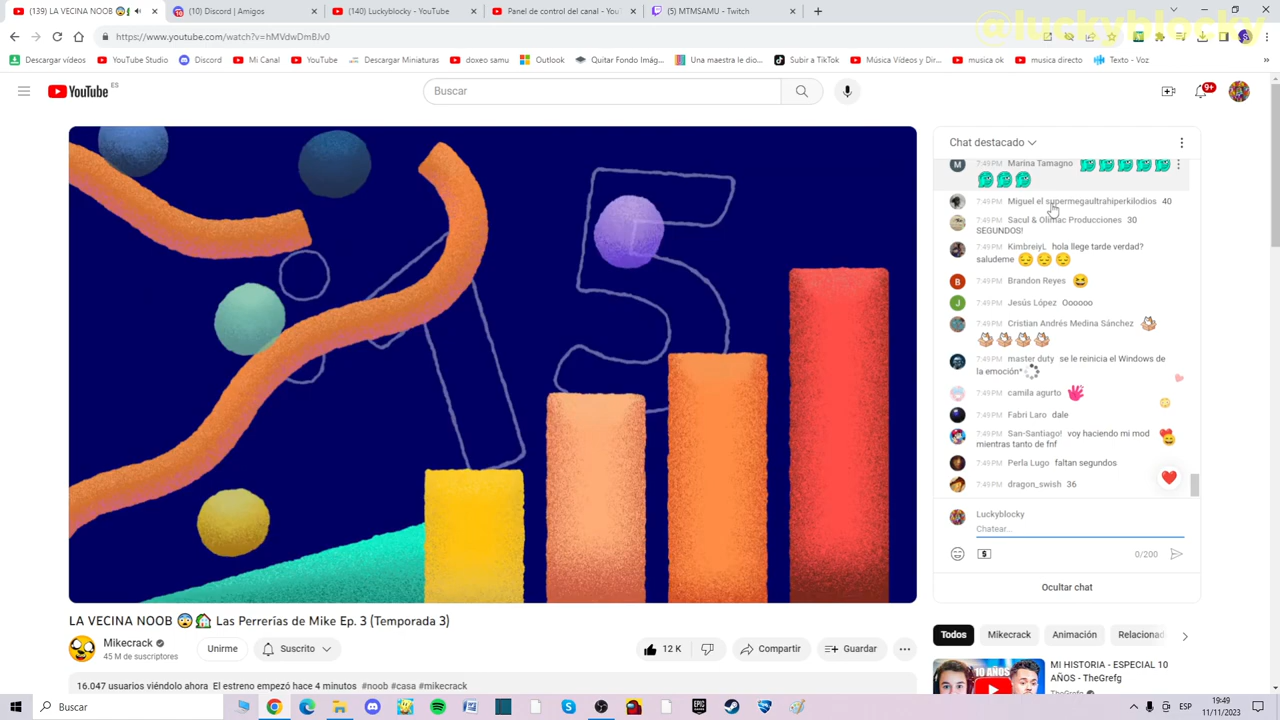 (139) LA VECINA NOOB
(10) Discord | Amigos
(140) Luckyblocky - YouTube
Panel de control del canal - You
(5) MTMSAMU - Twitch
@luckyblocky
https://www.youtube.com/watch?v=hMVdwDmBJv0
Descargar vídeos
YouTube Studio
Discord
Mi Canal
YouTube
Descargar Miniaturas
doxeo samu
Outlook
Quitar Fondo Imág...
Una maestra le dio...
Subir a TikTok
Música Vídeos y Dir...
musica ok
musica directo
Texto - Voz
YouTube ES
Buscar
9+
15
Chat destacado
7:49 PM Marina Tamagno
7:49 PM Miguel el supermegaultrahiperkilodios 40
7:49 PM Sacul & Olimac Producciones 30
SEGUNDOS!
7:49 PM KimbreiyL hola llege tarde verdad?
saludeme
7:49 PM Brandon Reyes
7:49 PM Jesús López Oooooo
7:49 PM Cristian Andrés Medina Sánchez
7:49 PM master duty se le reinicia el Windows de
la emoción*
7:49 PM camila agurto
7:49 PM Fabri Laro dale
7:49 PM San-Santiago! voy haciendo mi mod
mientras tanto de fnf
7:49 PM Perla Lugo faltan segundos
7:49 PM dragon_swish 36
Luckyblocky
Chatear...
0/200
Ocultar chat
LA VECINA NOOB 😨🏡 Las Perrerías de Mike Ep. 3 (Temporada 3)
Mikecrack
45 M de suscriptores
Unirme
Suscrito
12 K
Compartir
Guardar
16.047 usuarios viéndolo ahora El estreno empezó hace 4 minutos #noob #casa #mikecrack
Todos
Mikecrack
Animación
Relacionad
10 AÑOS
MI HISTORIA - ESPECIAL 10
AÑOS - TheGrefg
TheGrefg
Buscar
ESP
19:49
11/11/2023